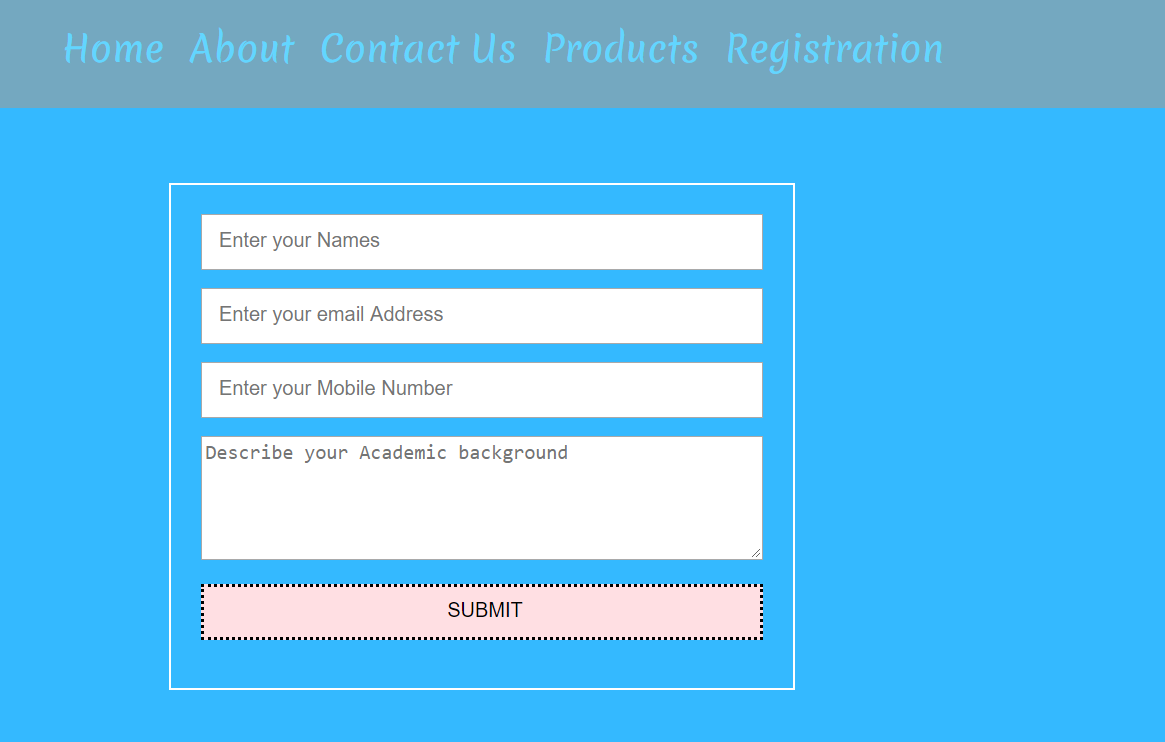 Home About Contact Us Products Registration
Enter your Names
Enter your email Address
Enter your Mobile Number
Describe your Academic background
SUBMIT